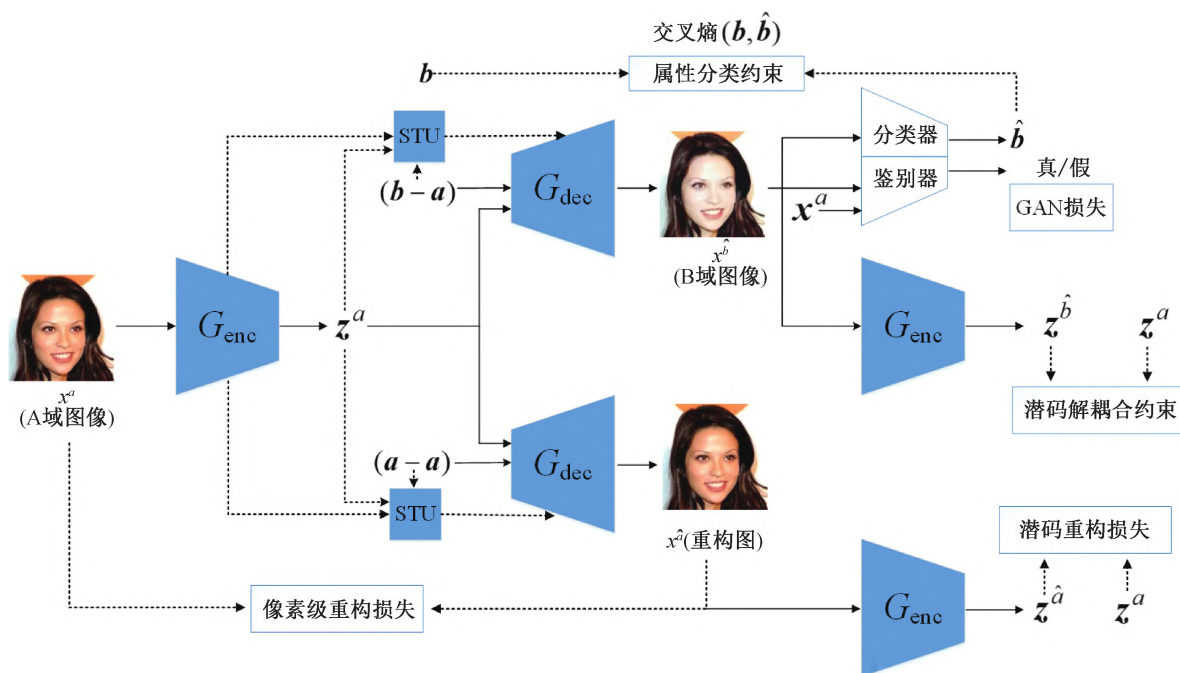 交叉熵(b, b̂)
b
属性分类约束
STU
(b − a)
G_dec
分类器
b̂
鉴别器
真/假
x^a
GAN损失
x^b̂
(B域图像)
G_enc
z^a
G_enc
z^b̂
z^a
x^a
(A域图像)
潜码解耦合约束
(a − a)
G_dec
STU
x^â(重构图)
潜码重构损失
像素级重构损失
G_enc
z^â
z^a